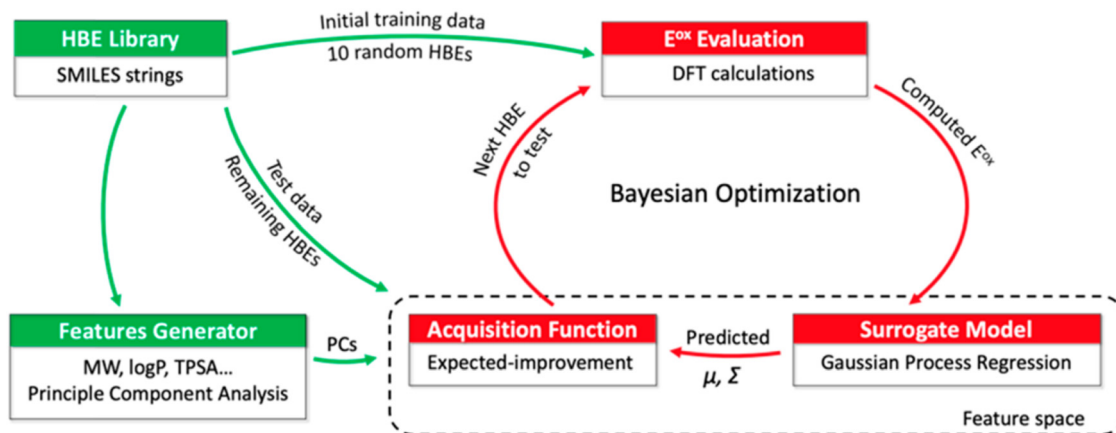 HBE Library
SMILES strings
Initial training data
10 random HBEs
E^ox Evaluation
DFT calculations
Computed E^ox
Next HBE
to test
Test data
Remaining HBEs
Bayesian Optimization
Features Generator
MW, logP, TPSA...
Principle Component Analysis
PCs
Acquisition Function
Expected-improvement
Predicted
μ, Σ
Surrogate Model
Gaussian Process Regression
Feature space